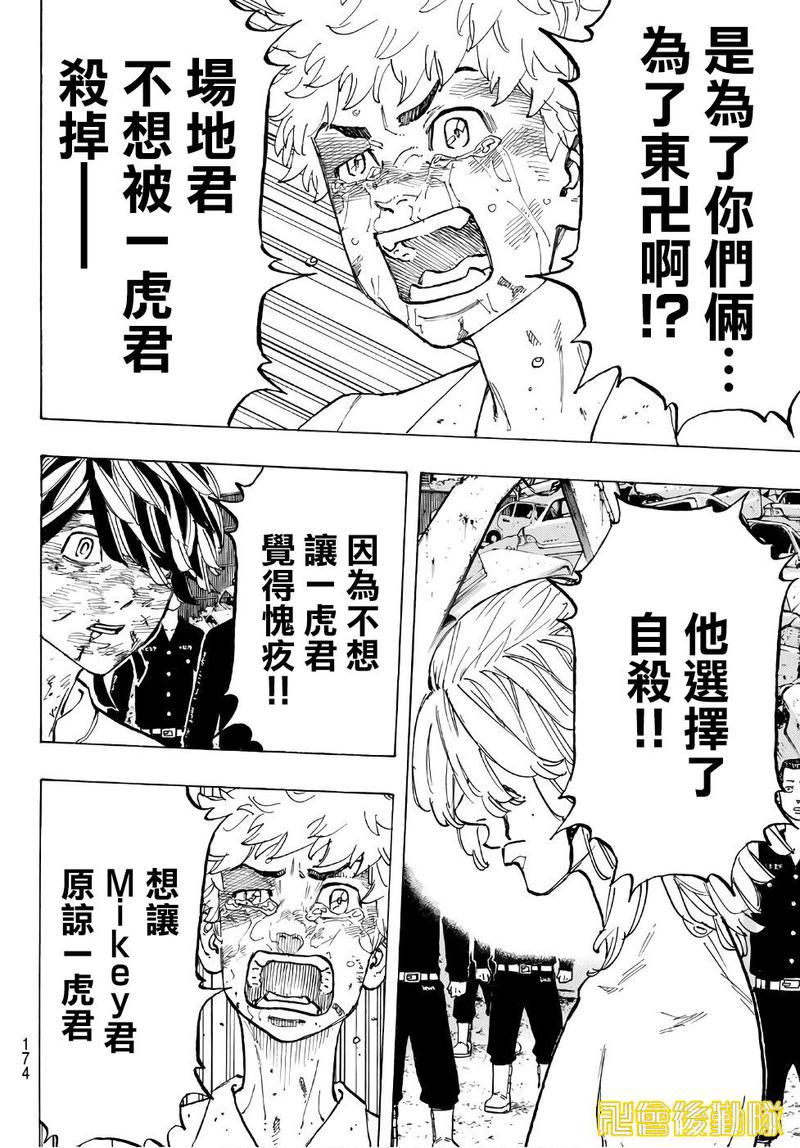 是為了你們倆…
為了東卍啊!?
場地君
不想被一虎君
殺掉——
他選擇了
自殺!!
因為不想
讓一虎君
覺得愧疚!!
想讓
Mikey君
原諒一虎君
174
卍會後勤隊